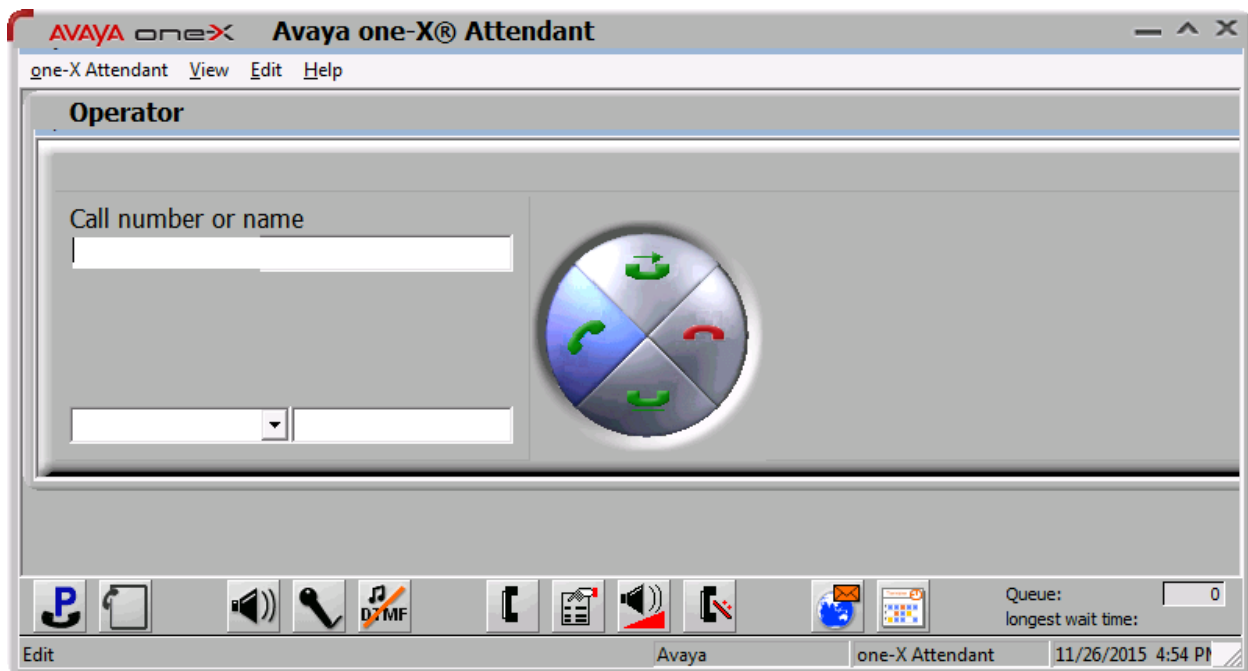 AVAYA one-X Avaya one-X® Attendant
one-X Attendant View Edit Help
Operator
Call number or name
P
DTMF
Queue: 0
longest wait time:
Edit Avaya one-X Attendant 11/26/2015 4:54 PM